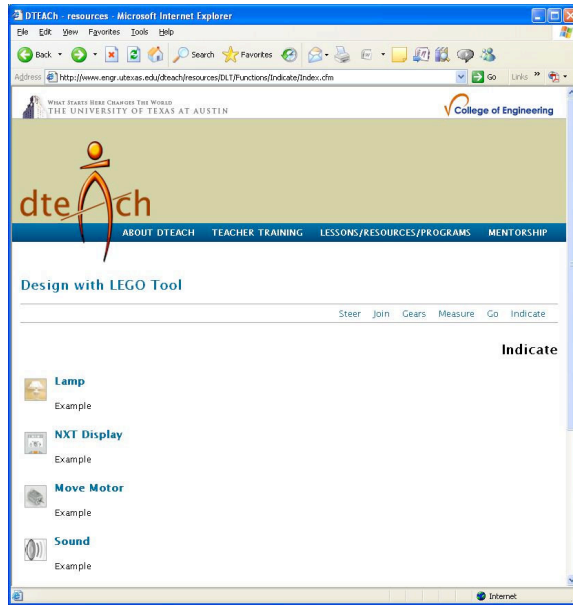 DTEACh - resources - Microsoft Internet Explorer
File Edit View Favorites Tools Help
Back Search Favorites
Address http://www.engr.utexas.edu/dteach/resources/DLT/Functions/Indicate/Index.cfm Go Links »
WHAT STARTS HERE CHANGES THE WORLD
THE UNIVERSITY OF TEXAS AT AUSTIN
College of Engineering
dteach
ABOUT DTEACH TEACHER TRAINING LESSONS/RESOURCES/PROGRAMS MENTORSHIP
Design with LEGO Tool
Steer Join Gears Measure Go Indicate
Indicate
Lamp
Example
NXT Display
Example
Move Motor
Example
Sound
Example
Internet